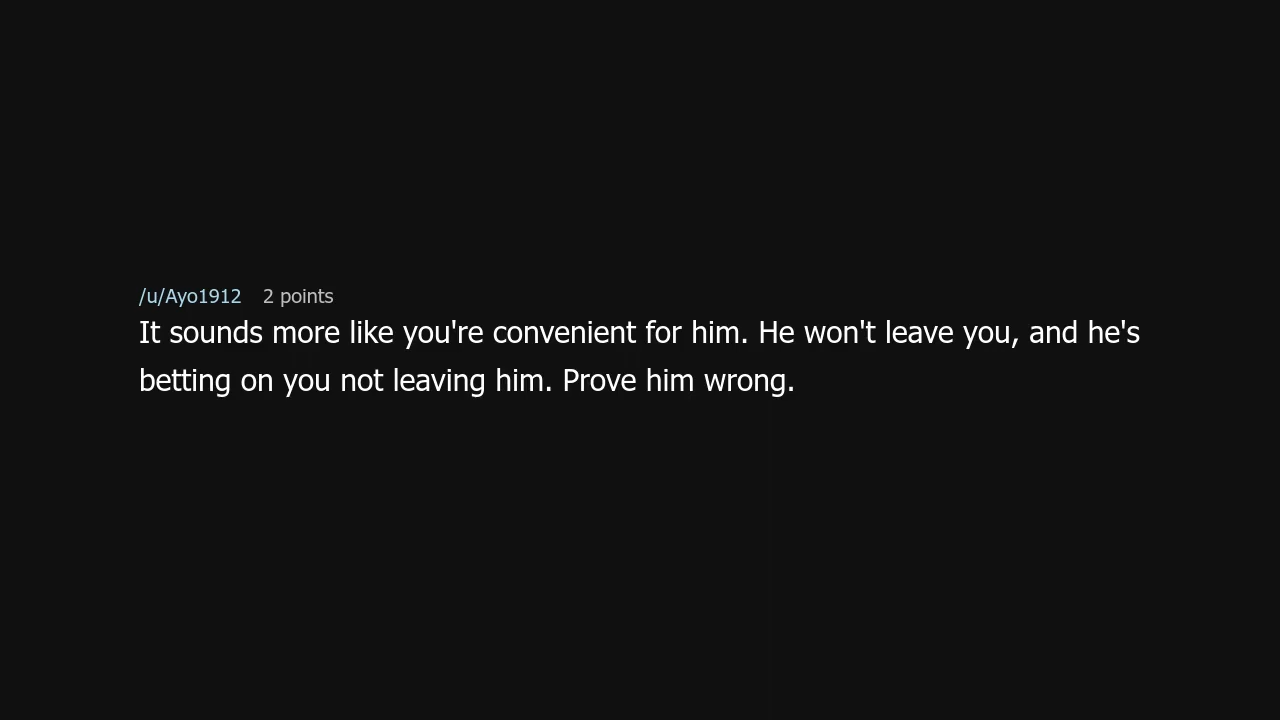 /u/Ayo1912 2 points
It sounds more like you're convenient for him. He won't leave you, and he's
betting on you not leaving him. Prove him wrong.